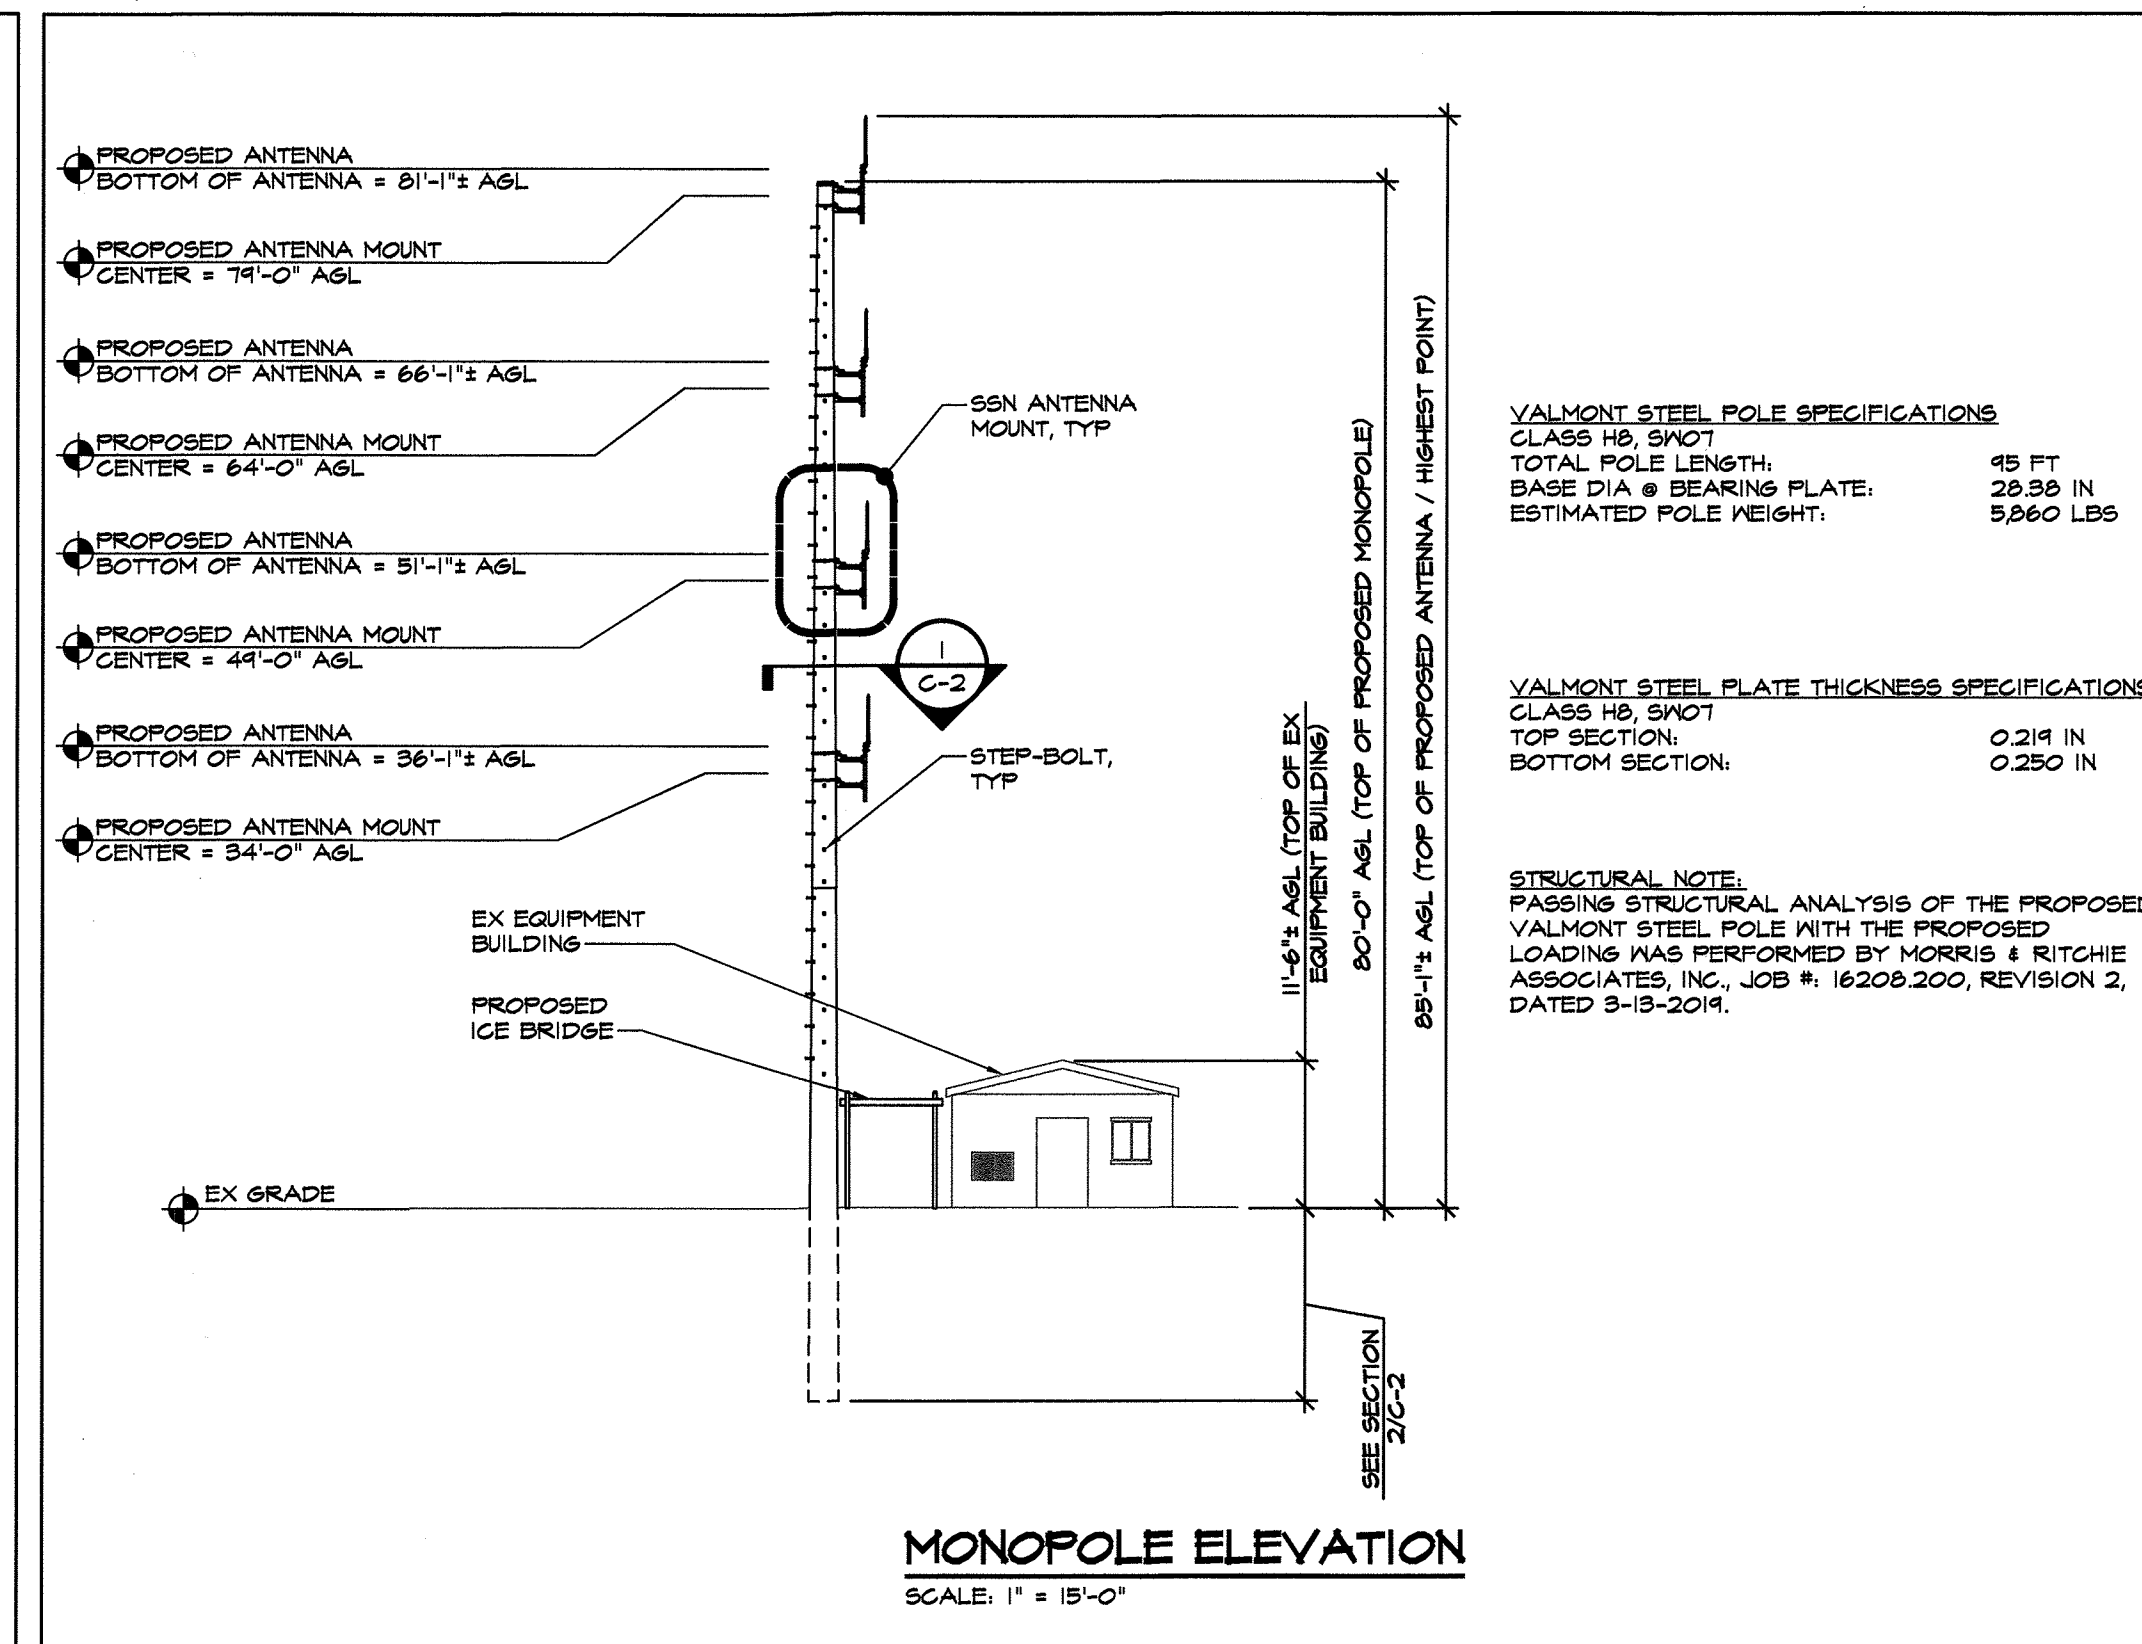 PROPOSED ANTENNA
BOTTOM OF ANTENNA = 81'-1"± AGL
PROPOSED ANTENNA MOUNT
CENTER = 79'-0" AGL
PROPOSED ANTENNA
BOTTOM OF ANTENNA = 66'-1"± AGL
PROPOSED ANTENNA MOUNT
CENTER = 64'-0" AGL
PROPOSED ANTENNA
BOTTOM OF ANTENNA = 51'-1"± AGL
PROPOSED ANTENNA MOUNT
CENTER = 49'-0" AGL
PROPOSED ANTENNA
BOTTOM OF ANTENNA = 36'-1"± AGL
PROPOSED ANTENNA MOUNT
CENTER = 34'-0" AGL
EX EQUIPMENT
BUILDING
PROPOSED
ICE BRIDGE
EX GRADE
SSN ANTENNA
MOUNT, TYP
1
C-2
STEP-BOLT,
TYP
11'-6"± AGL (TOP OF EX
EQUIPMENT BUILDING)
80'-0" AGL (TOP OF PROPOSED MONOPOLE)
85'-1"± AGL (TOP OF PROPOSED ANTENNA / HIGHEST POINT)
SEE SECTION
2/C-2
VALMONT STEEL POLE SPECIFICATIONS
CLASS H8, SW07
TOTAL POLE LENGTH: 95 FT
BASE DIA @ BEARING PLATE: 28.38 IN
ESTIMATED POLE WEIGHT: 5,860 LBS
VALMONT STEEL PLATE THICKNESS SPECIFICATIONS
CLASS H8, SW07
TOP SECTION: 0.219 IN
BOTTOM SECTION: 0.250 IN
STRUCTURAL NOTE:
PASSING STRUCTURAL ANALYSIS OF THE PROPOSED
VALMONT STEEL POLE WITH THE PROPOSED
LOADING WAS PERFORMED BY MORRIS & RITCHIE
ASSOCIATES, INC., JOB #: 16208.200, REVISION 2,
DATED 3-13-2019.
MONOPOLE ELEVATION
SCALE: 1" = 15'-0"